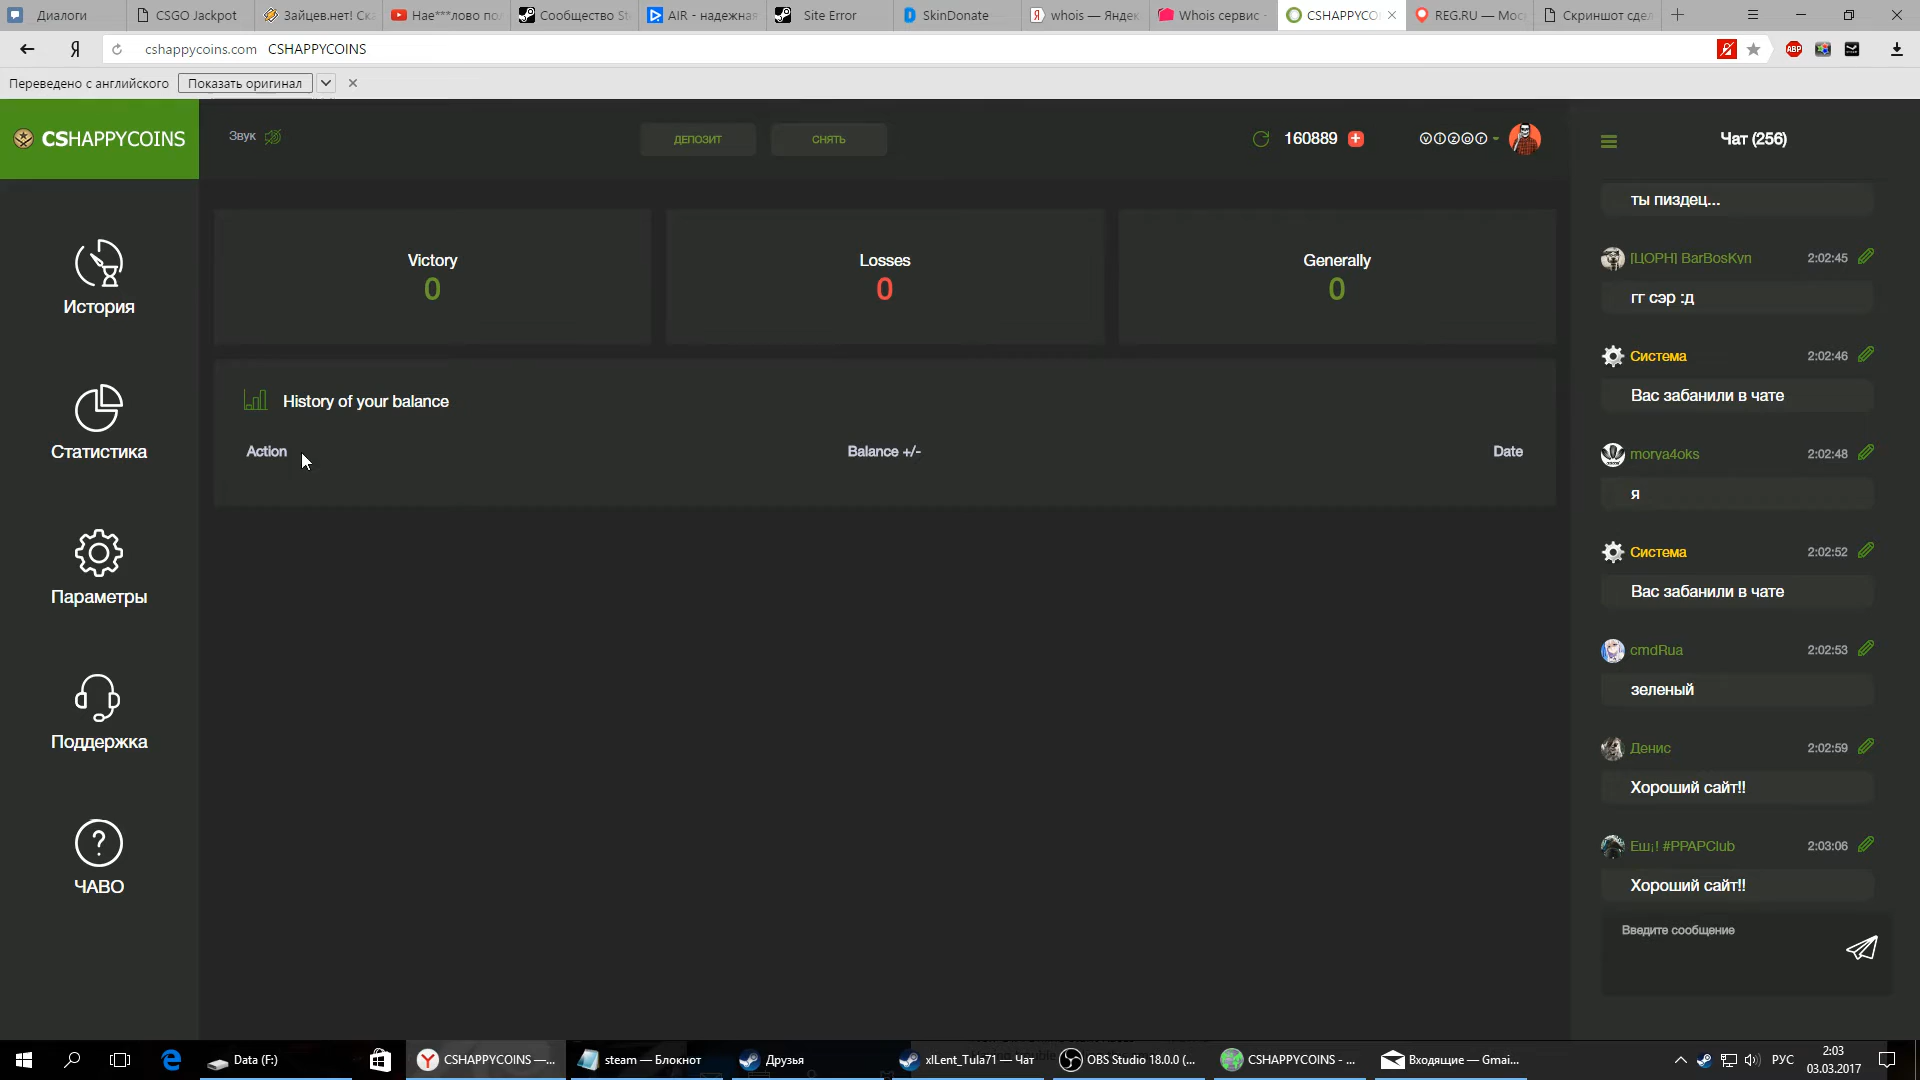 Диалоги
CSGO Jackpot
Зайцев.нет! Ска
Нае***лово по
Сообщество St
AIR - надежная
Site Error
SkinDonate
whois — Яндек
Whois сервис -
CSHAPPYCO
REG.RU — Мос
Скриншот сдел
Я
cshappycoins.com CSHAPPYCOINS
ABP
Переведено с английского
Показать оригинал
CSHAPPYCOINS
Звук
ДЕПОЗИТ
СНЯТЬ
160889
ⓥⓘⓩⓞⓡ
Чат (256)
История
Статистика
Параметры
Поддержка
ЧАВО
Victory
0
Losses
0
Generally
0
History of your balance
Action
Balance +/-
Date
ты пиздец...
[ЦОРН] BarBosKyn
2:02:45
гг сэр :д
Система
2:02:46
Вас забанили в чате
morya4oks
2:02:48
я
Система
2:02:52
Вас забанили в чате
cmdRua
2:02:53
зеленый
Денис
2:02:59
Хороший сайт!!
Еш¡! #PPAPClub
2:03:06
Хороший сайт!!
Введите сообщение
Data (F:)
CSHAPPYCOINS —...
steam — Блокнот
Друзья
xlLent_Tula71 — Чат
OBS Studio 18.0.0 (...
CSHAPPYCOINS - ...
Входящие — Gmai...
РУС
2:03
03.03.2017